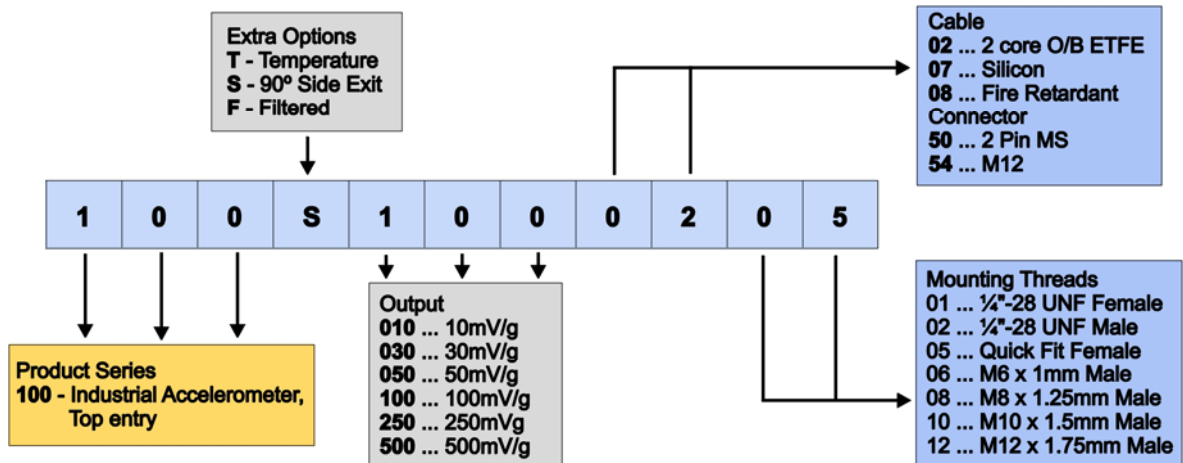 Extra Options
T - Temperature
S - 90º Side Exit
F - Filtered
Cable
02 ... 2 core O/B ETFE
07 ... Silicon
08 ... Fire Retardant
Connector
50 ... 2 Pin MS
54 ... M12
1 0 0 S 1 0 0 0 2 0 5
Product Series
100 - Industrial Accelerometer,
Top entry
Output
010 ... 10mV/g
030 ... 30mV/g
050 ... 50mV/g
100 ... 100mV/g
250 ... 250mVg
500 ... 500mV/g
Mounting Threads
01 ... ¼"-28 UNF Female
02 ... ¼"-28 UNF Male
05 ... Quick Fit Female
06 ... M6 x 1mm Male
08 ... M8 x 1.25mm Male
10 ... M10 x 1.5mm Male
12 ... M12 x 1.75mm Male